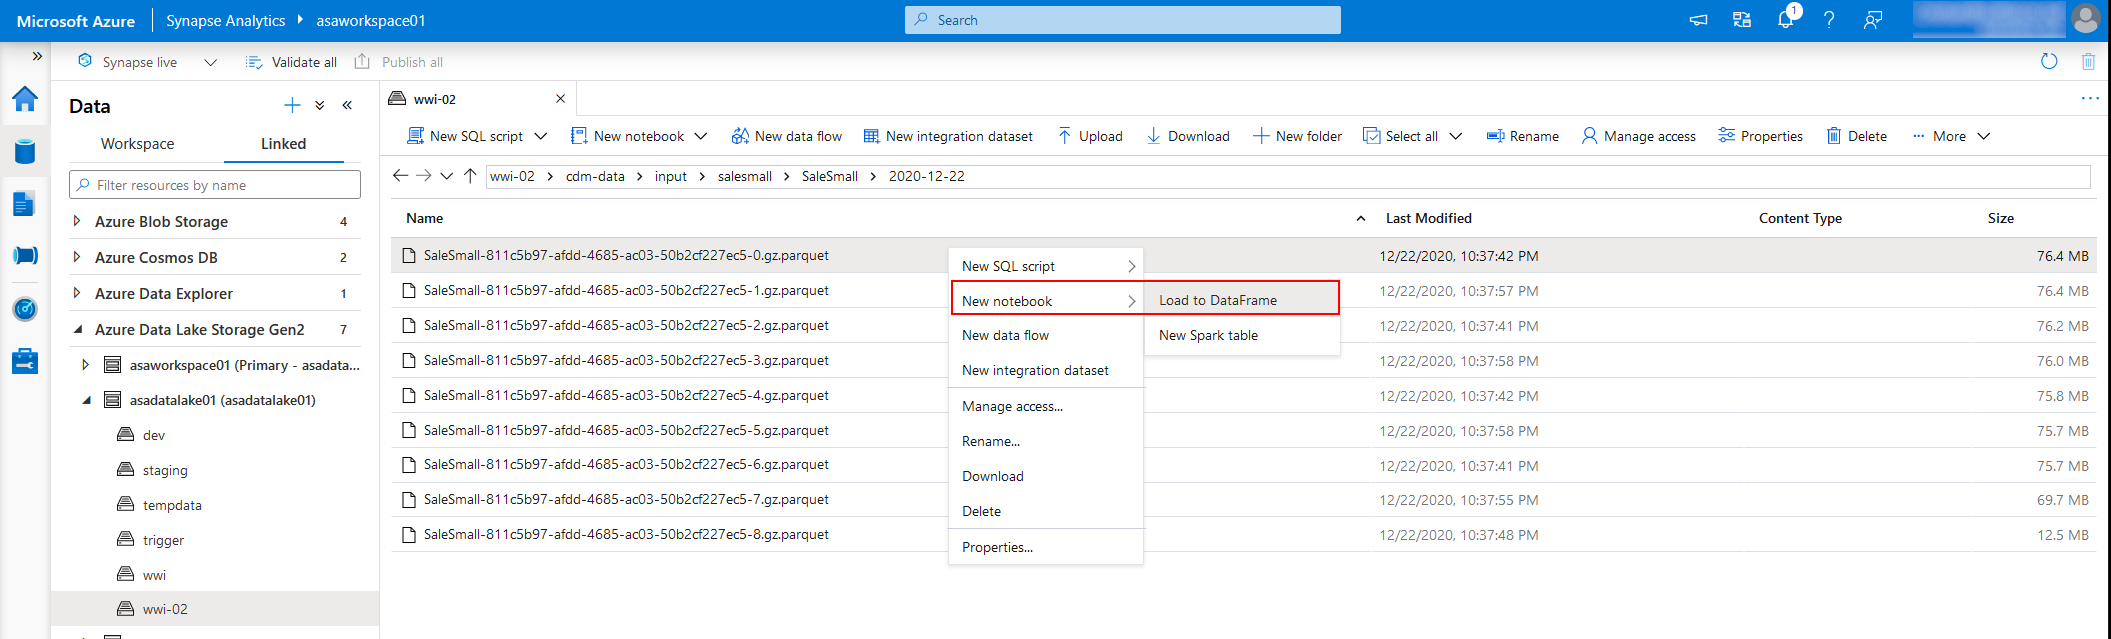 Microsoft Azure Synapse Analytics asaworkspace01 Search 1
Synapse live Validate all Publish all
Data
Workspace Linked
Filter resources by name
Azure Blob Storage 4
Azure Cosmos DB 2
Azure Data Explorer 1
Azure Data Lake Storage Gen2 7
asaworkspace01 (Primary - asadata...
asadatalake01 (asadatalake01)
dev
staging
tempdata
trigger
wwi
wwi-02
wwi-02
New SQL script New notebook New data flow New integration dataset Upload Download New folder Select all Rename Manage access Properties Delete More
wwi-02 cdm-data input salesmall SaleSmall 2020-12-22
Name Last Modified Content Type Size
SaleSmall-811c5b97-afdd-4685-ac03-50b2cf227ec5-0.gz.parquet 12/22/2020, 10:37:42 PM 76.4 MB
SaleSmall-811c5b97-afdd-4685-ac03-50b2cf227ec5-1.gz.parquet 12/22/2020, 10:37:57 PM 76.4 MB
SaleSmall-811c5b97-afdd-4685-ac03-50b2cf227ec5-2.gz.parquet 12/22/2020, 10:37:41 PM 76.2 MB
SaleSmall-811c5b97-afdd-4685-ac03-50b2cf227ec5-3.gz.parquet 12/22/2020, 10:37:58 PM 76.0 MB
SaleSmall-811c5b97-afdd-4685-ac03-50b2cf227ec5-4.gz.parquet 12/22/2020, 10:37:42 PM 75.8 MB
SaleSmall-811c5b97-afdd-4685-ac03-50b2cf227ec5-5.gz.parquet 12/22/2020, 10:37:58 PM 75.7 MB
SaleSmall-811c5b97-afdd-4685-ac03-50b2cf227ec5-6.gz.parquet 12/22/2020, 10:37:41 PM 75.7 MB
SaleSmall-811c5b97-afdd-4685-ac03-50b2cf227ec5-7.gz.parquet 12/22/2020, 10:37:55 PM 69.7 MB
SaleSmall-811c5b97-afdd-4685-ac03-50b2cf227ec5-8.gz.parquet 12/22/2020, 10:37:48 PM 12.5 MB
New SQL script
New notebook
New data flow
New integration dataset
Manage access...
Rename...
Download
Delete
Properties...
Load to DataFrame
New Spark table